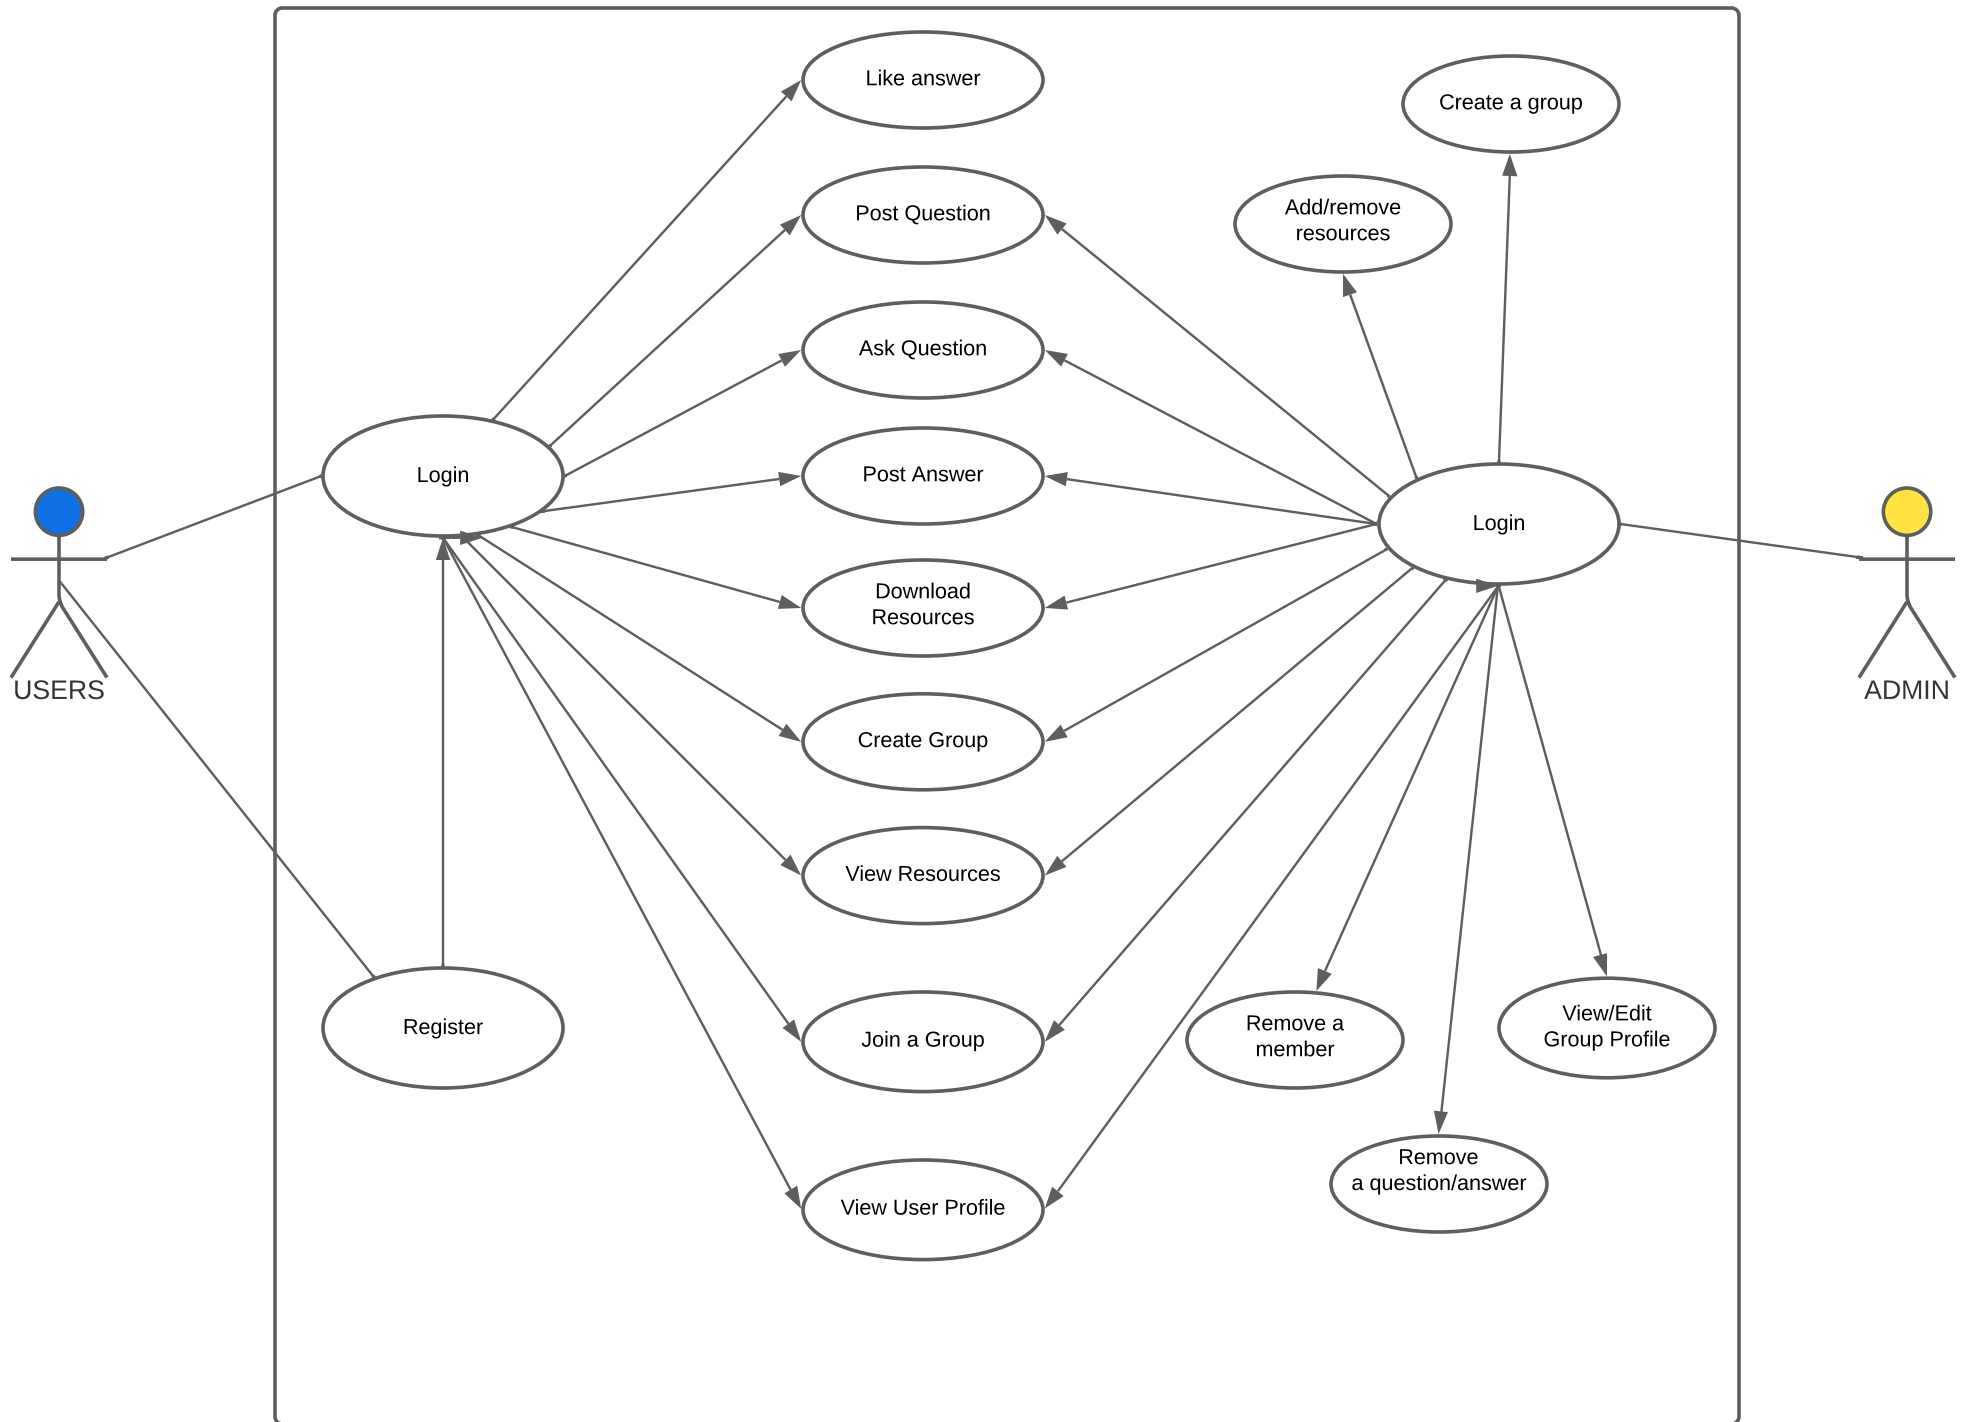 Like answer
Create a group
Post Question
Add/remove
resources
Ask Question
Login
Post Answer
Login
Download
Resources
USERS
ADMIN
Create Group
View Resources
Register
Join a Group
Remove a
member
View/Edit
Group Profile
Remove
a question/answer
View User Profile